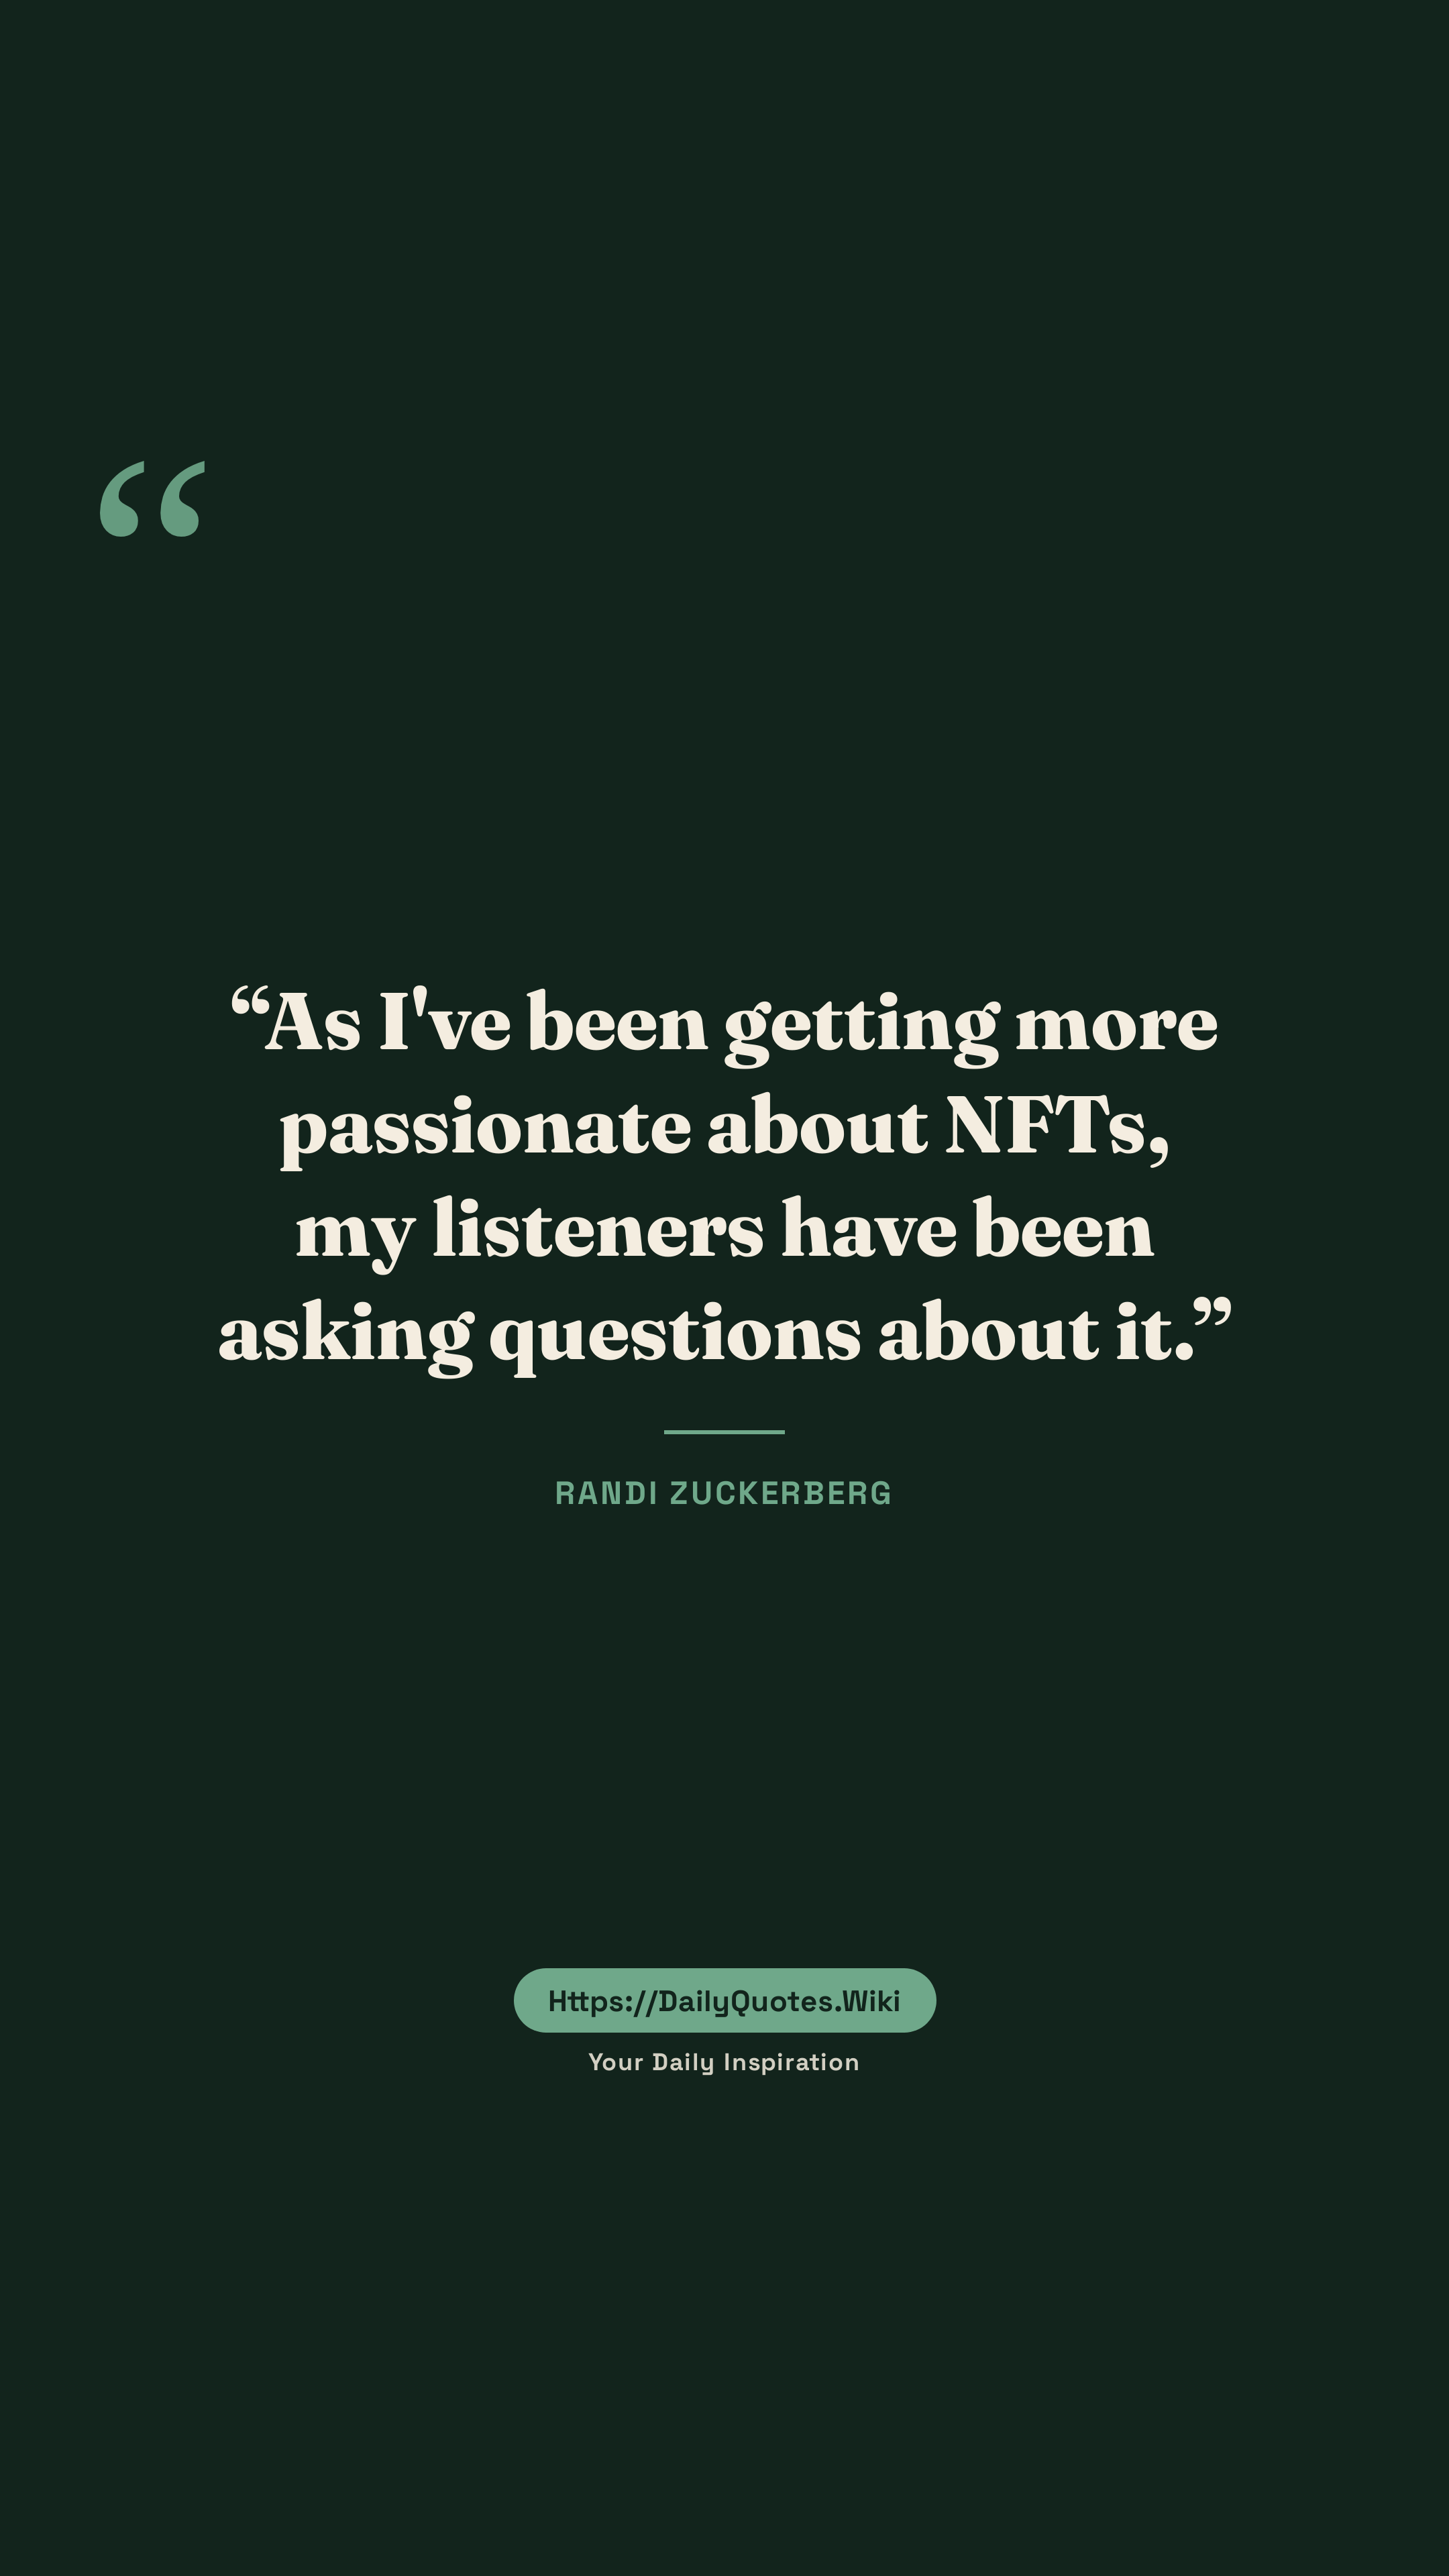 “
“As I've been getting more
passionate about NFTs,
my listeners have been
asking questions about it.”
RANDI ZUCKERBERG
Https://DailyQuotes.Wiki
Your Daily Inspiration